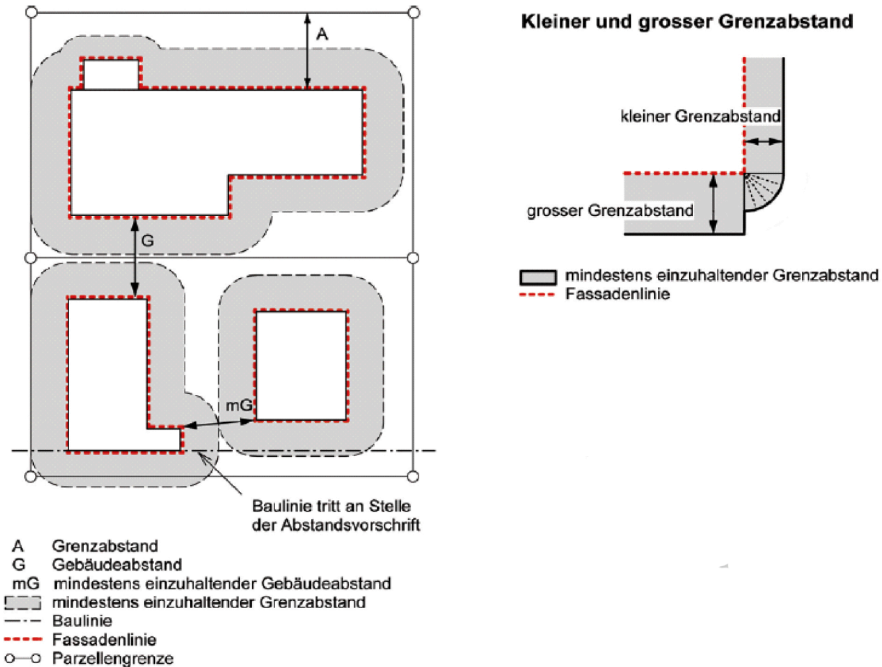 A
G
mG
Baulinie tritt an Stelle
der Abstandsvorschrift
A Grenzabstand
G Gebäudeabstand
mG mindestens einzuhaltender Gebäudeabstand
mindestens einzuhaltender Grenzabstand
Baulinie
Fassadenlinie
Parzellengrenze
Kleiner und grosser Grenzabstand
kleiner Grenzabstand
grosser Grenzabstand
mindestens einzuhaltender Grenzabstand
Fassadenlinie